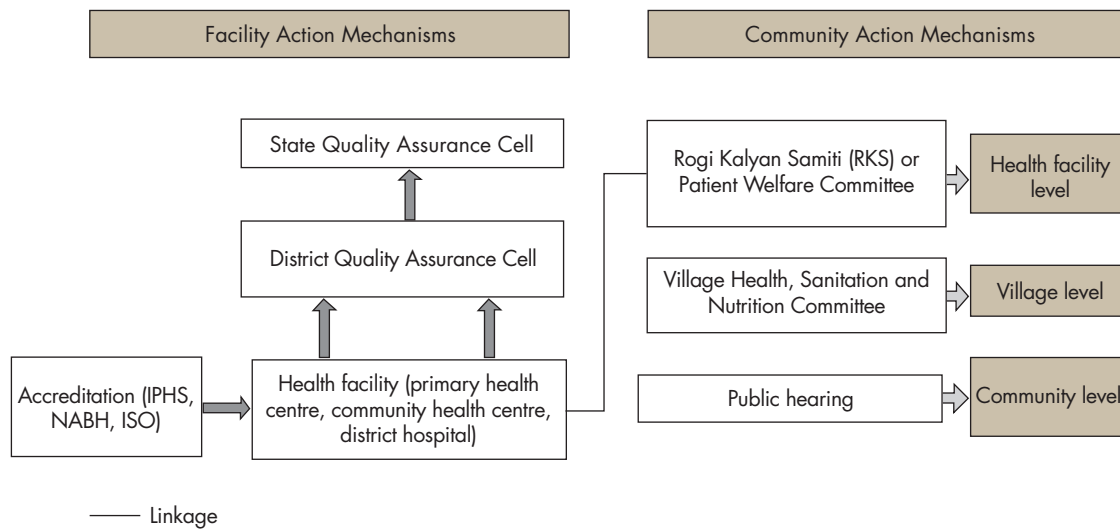 Facility Action Mechanisms
Community Action Mechanisms
State Quality Assurance Cell
District Quality Assurance Cell
Accreditation (IPHS,
NABH, ISO)
Health facility (primary health
centre, community health centre,
district hospital)
Rogi Kalyan Samiti (RKS) or
Patient Welfare Committee
Health facility
level
Village Health, Sanitation and
Nutrition Committee
Village level
Public hearing
Community level
Linkage